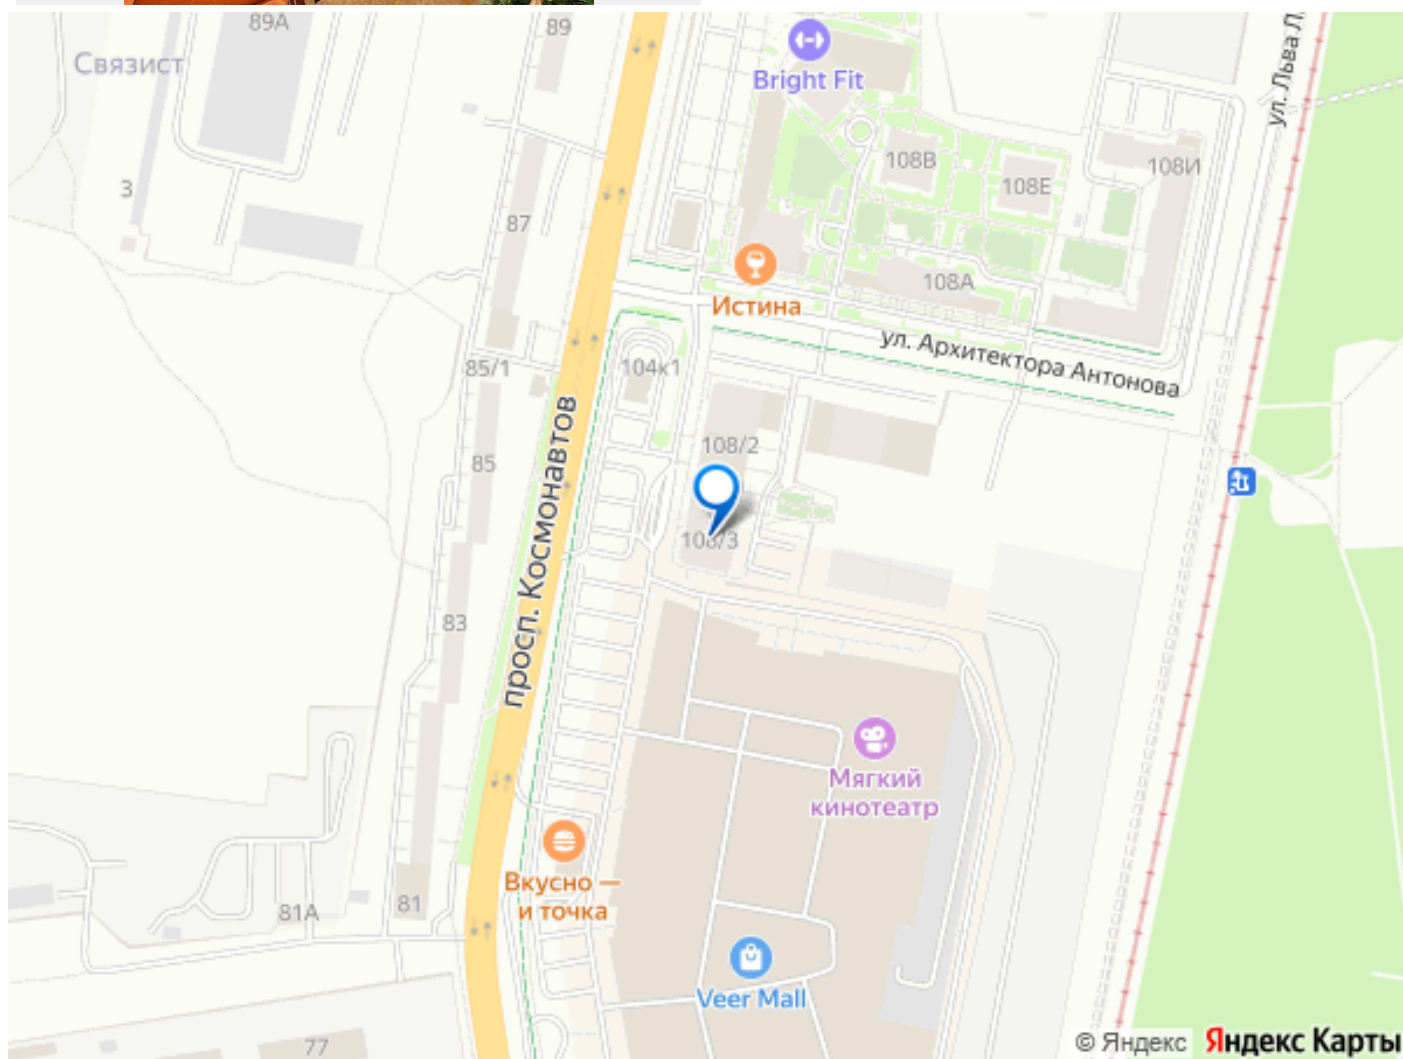 89А
89
Связист
Bright Fit
ул. Льва
108В
108Е
108И
3
87
108А
Истина
ул. Архитектора Антонова
85/1
104к1
просп. Космонавтов
108/2
85
108/3
83
Мягкий
кинотеатр
Вкусно —
и точка
81А
81
Veer Mall
77
© Яндекс
Яндекс Карты